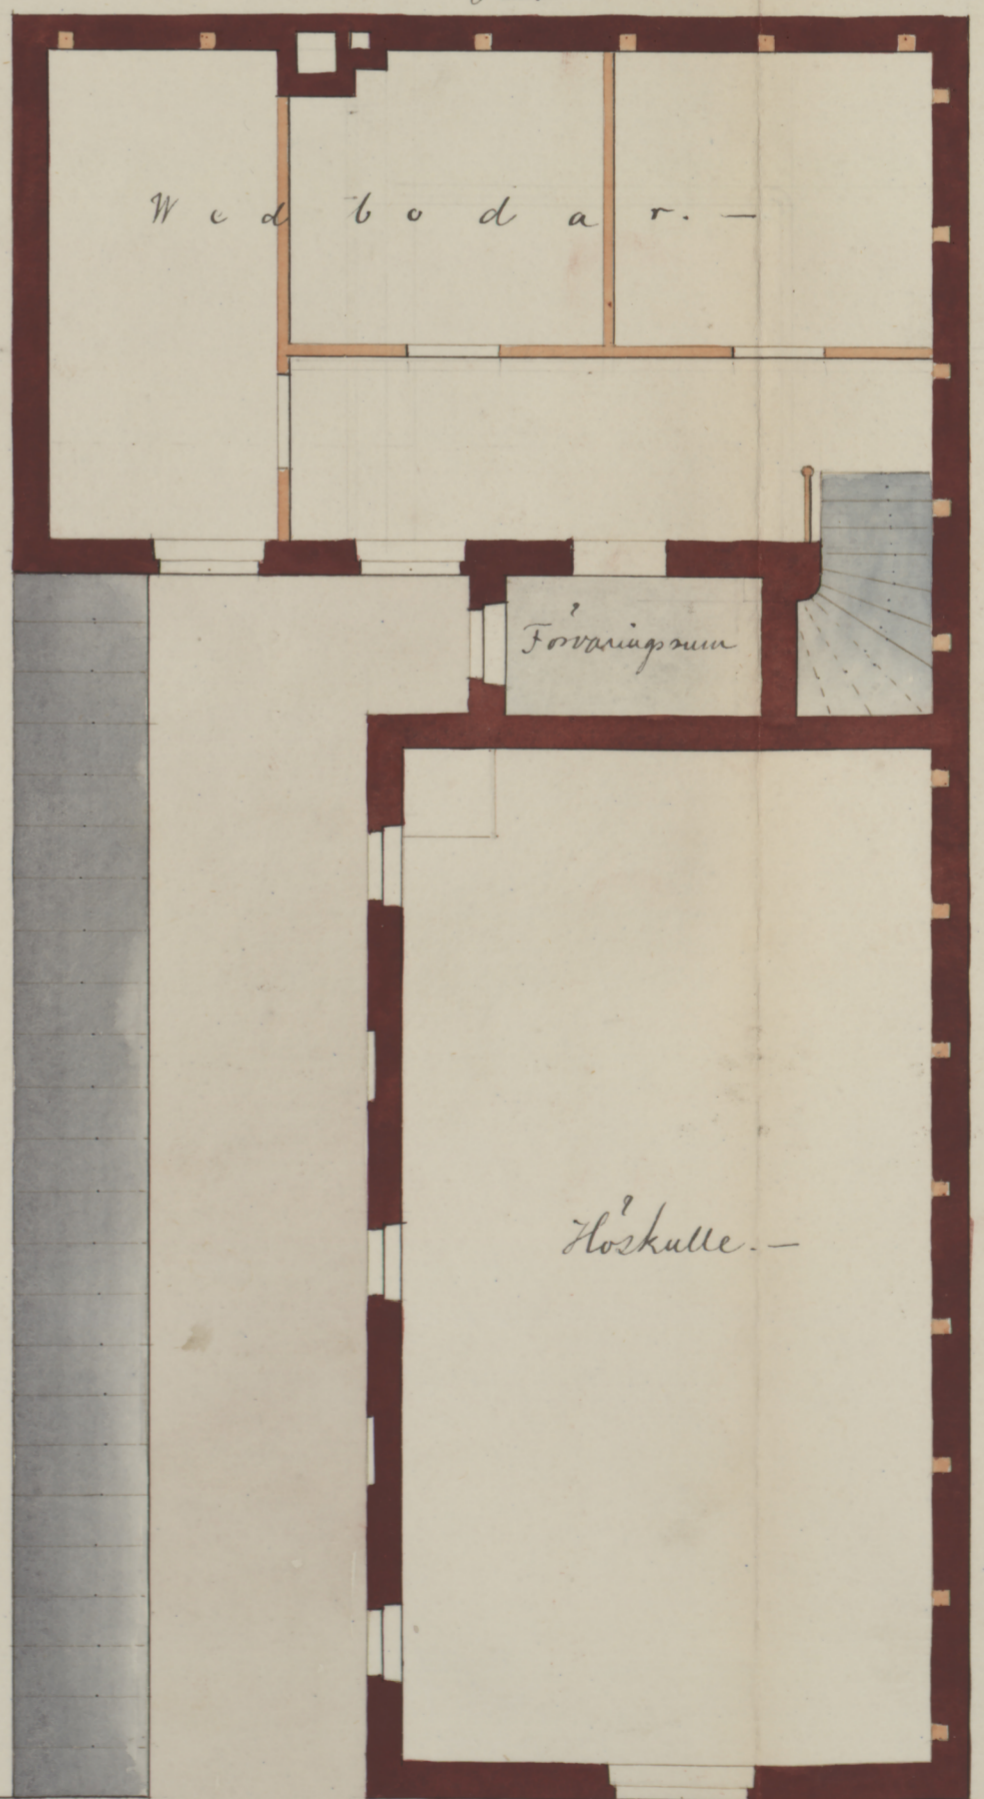 Wedbodar. —
Förvaringsrum
Höskulle. —